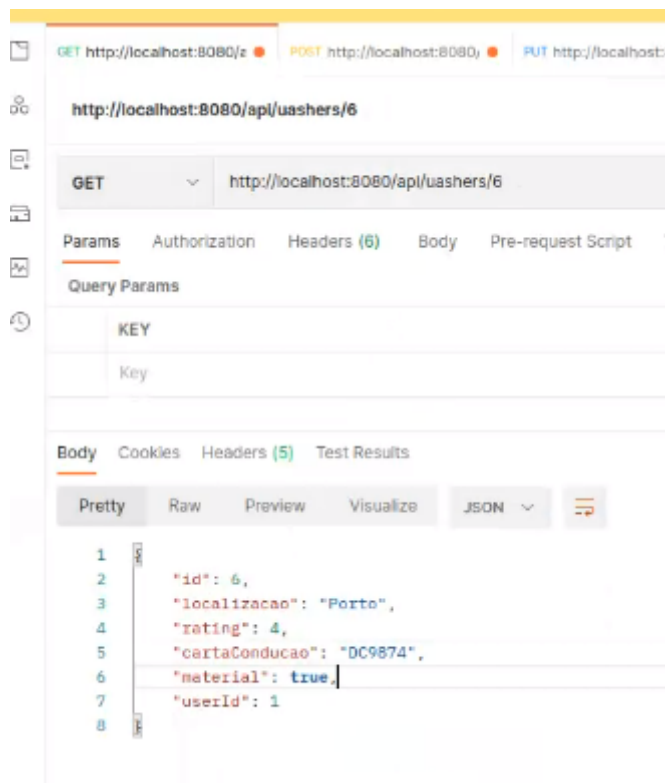 GET http://localhost:8080/a POST http://localhost:8080, PUT http://localhost:
http://localhost:8080/api/uashers/6
GET http://localhost:8080/api/uashers/6
Params Authorization Headers (6) Body Pre-request Script
Query Params
KEY
Key
Body Cookies Headers (5) Test Results
Pretty Raw Preview Visualize JSON
1 {
2 "id": 6,
3 "localizacao": "Porto",
4 "rating": 4,
5 "cartaConducao": "DC9874",
6 "material": true,
7 "userId": 1
8 }